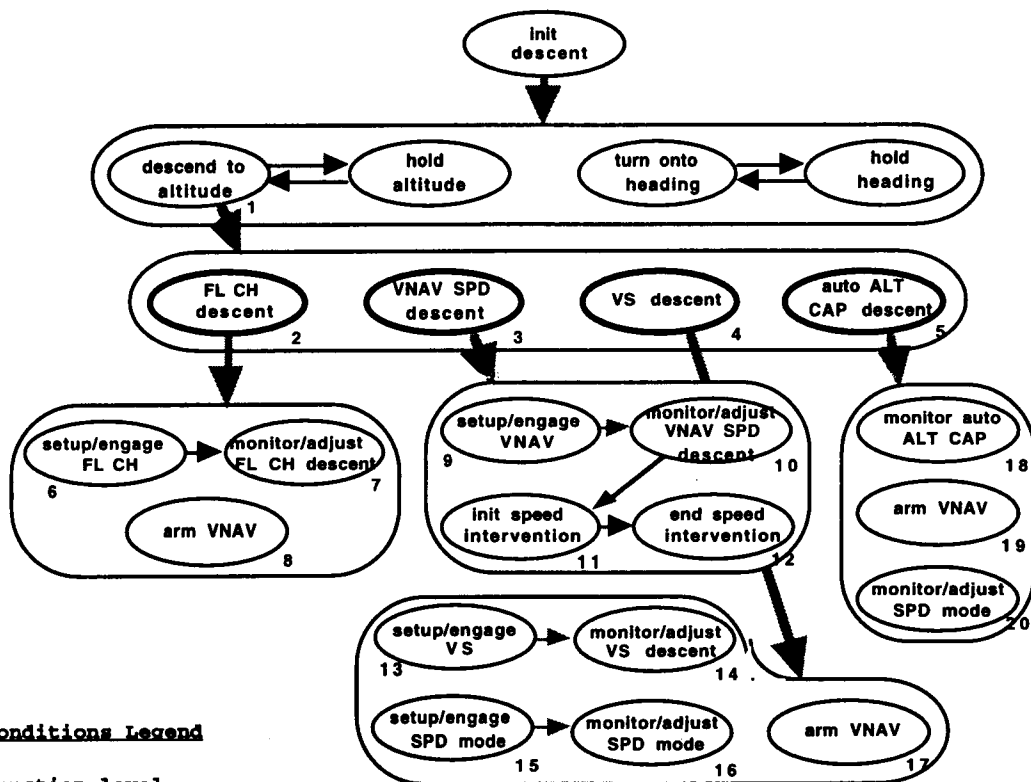 init
descent
descend to
altitude
1
hold
altitude
turn onto
heading
hold
heading
FL CH
descent
2
VNAV SPD
descent
3
VS descent
4
auto ALT
CAP descent
5
setup/engage
FL CH
6
monitor/adjust
FL CH descent
7
arm VNAV
8
setup/engage
VNAV
9
monitor/adjust
VNAV SPD
descent
10
init speed
intervention
11
end speed
intervention
12
monitor auto
ALT CAP
18
arm VNAV
19
monitor/adjust
SPD mode
20
setup/engage
VS
13
monitor/adjust
VS descent
14
setup/engage
SPD mode
15
monitor/adjust
SPD mode
16
arm VNAV
17
onditions Legend